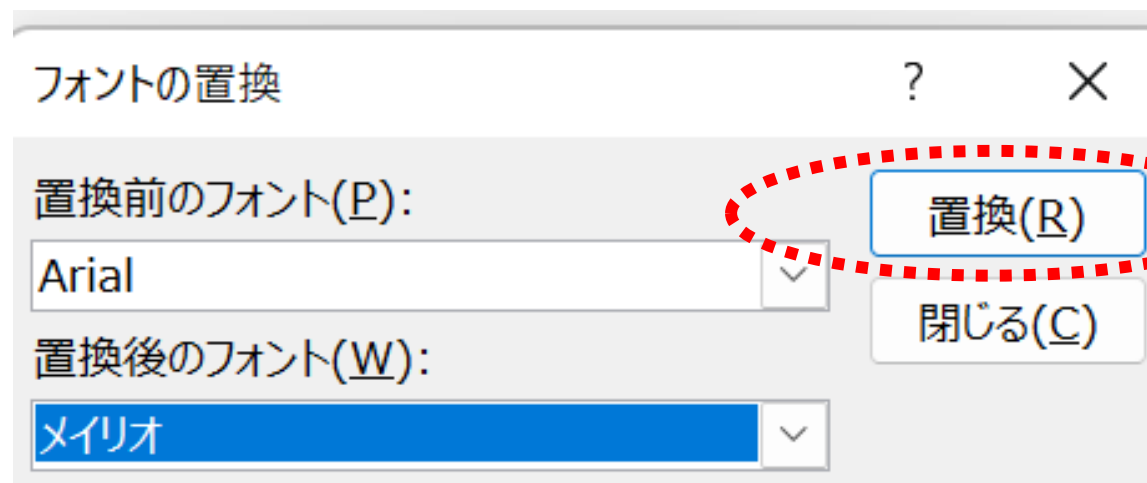 フォントの置換 ? ×
置換前のフォント(P):
置換(R)
Arial
閉じる(C)
置換後のフォント(W):
メイリオ